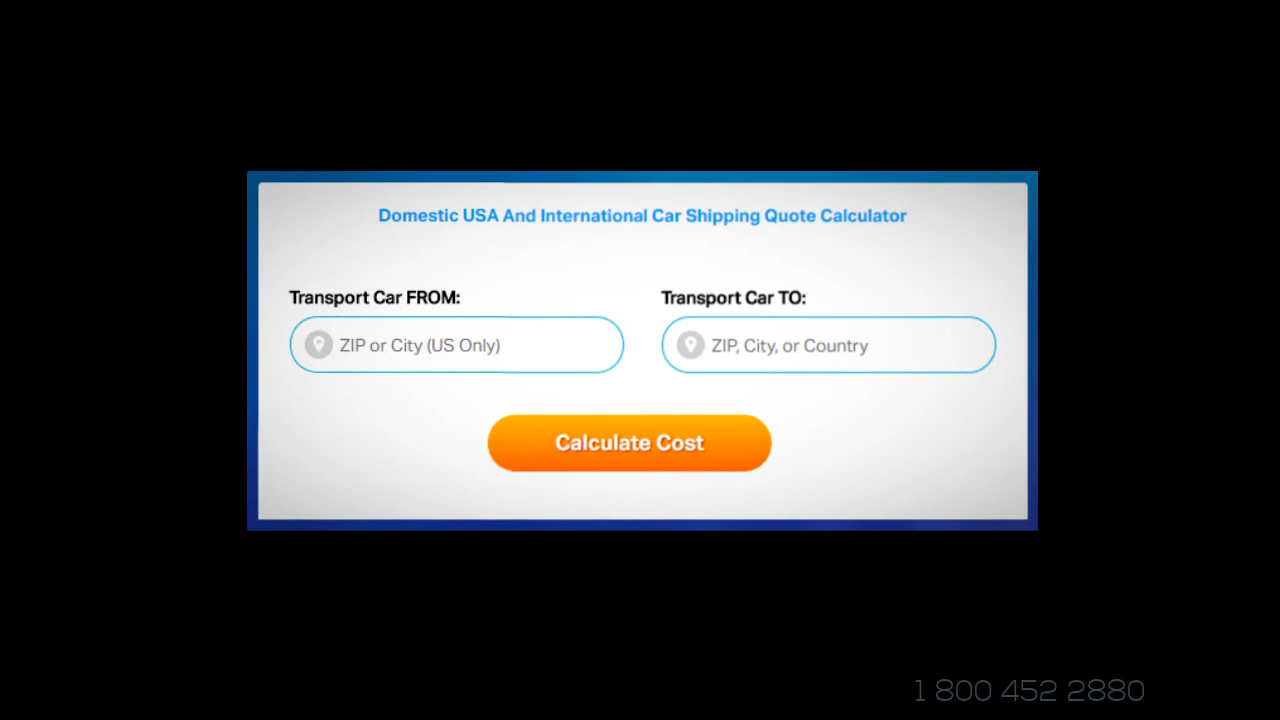 Domestic USA And International Car Shipping Quote Calculator
Transport Car FROM:
ZIP or City (US Only)
Transport Car TO:
ZIP, City, or Country
Calculate Cost
1 800 452 2880